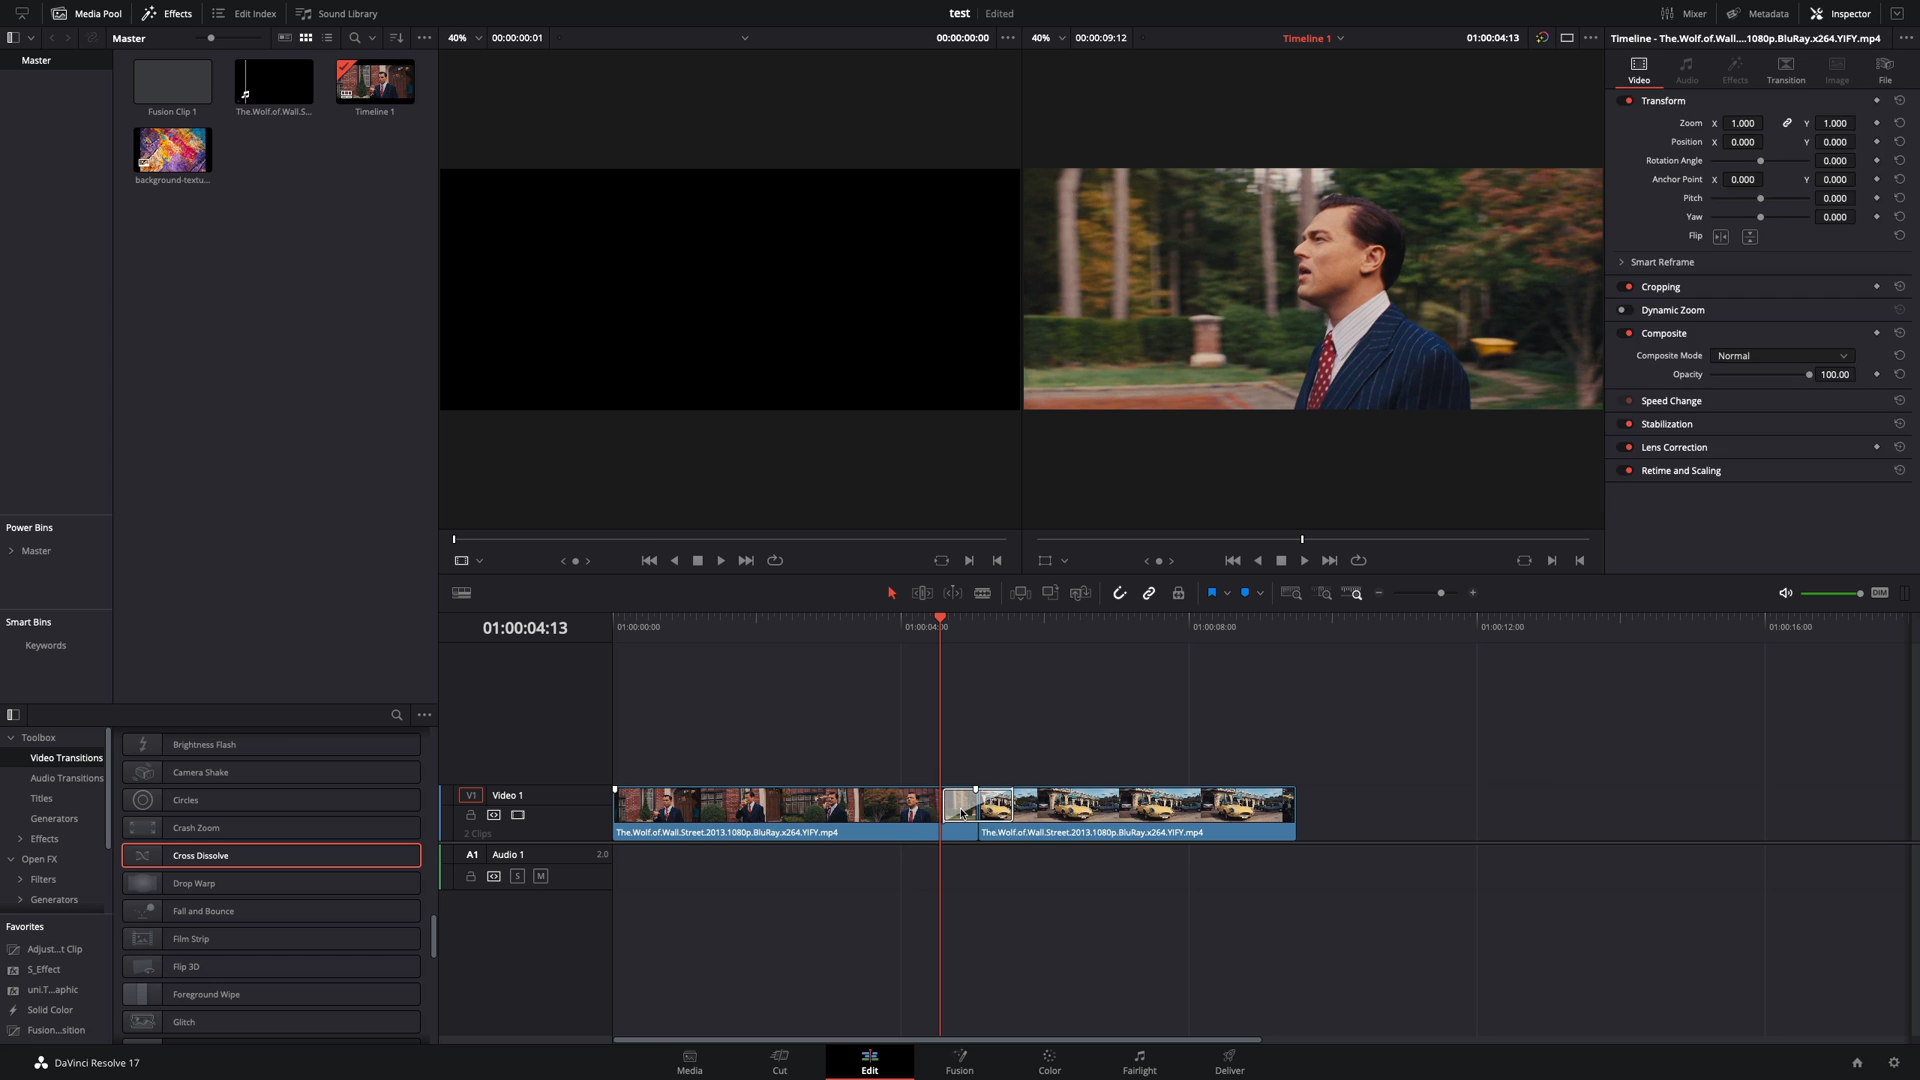 Media Pool
Effects
Edit Index
Sound Library
test
Edited
Mixer
Metadata
Inspector
Master
40%
00:00:00:01
00:00:00:00
40%
00:00:09:12
Timeline 1
01:00:04:13
Timeline - The.Wolf.of.Wall....1080p.BluRay.x264.YIFY.mp4
Master
Fusion Clip 1
The.Wolf.of.Wall.S...
Timeline 1
background-textu...
Video
Audio
Effects
Transition
Image
File
Transform
Zoom X 1.000 Y 1.000
Position X 0.000 Y 0.000
Rotation Angle 0.000
Anchor Point X 0.000 Y 0.000
Pitch 0.000
Yaw 0.000
Flip
Smart Reframe
Cropping
Dynamic Zoom
Composite
Composite Mode Normal
Opacity 100.00
Speed Change
Stabilization
Lens Correction
Retime and Scaling
Power Bins
Master
Smart Bins
Keywords
DIM
01:00:04:13
01:00:00:00
01:00:04:00
01:00:08:00
01:00:12:00
01:00:16:00
Toolbox
Video Transitions
Audio Transitions
Titles
Generators
Effects
Open FX
Filters
Generators
Favorites
Adjust...t Clip
S_Effect
uni.T...aphic
Solid Color
Fusion...sition
Brightness Flash
Camera Shake
Circles
Crash Zoom
Cross Dissolve
Drop Warp
Fall and Bounce
Film Strip
Flip 3D
Foreground Wipe
Glitch
V1 Video 1
2 Clips
The.Wolf.of.Wall.Street.2013.1080p.BluRay.x264.YIFY.mp4
The.Wolf.of.Wall.Street.2013.1080p.BluRay.x264.YIFY.mp4
A1 Audio 1 2.0
S M
DaVinci Resolve 17
Media
Cut
Edit
Fusion
Color
Fairlight
Deliver